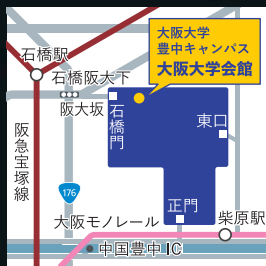 大阪大学
豊中キャンパス
大阪大学会館
石橋駅
石橋阪大下
阪大坂
石橋門
東口
阪急宝塚線
176
正門
大阪モノレール
柴原駅
中国豊中IC